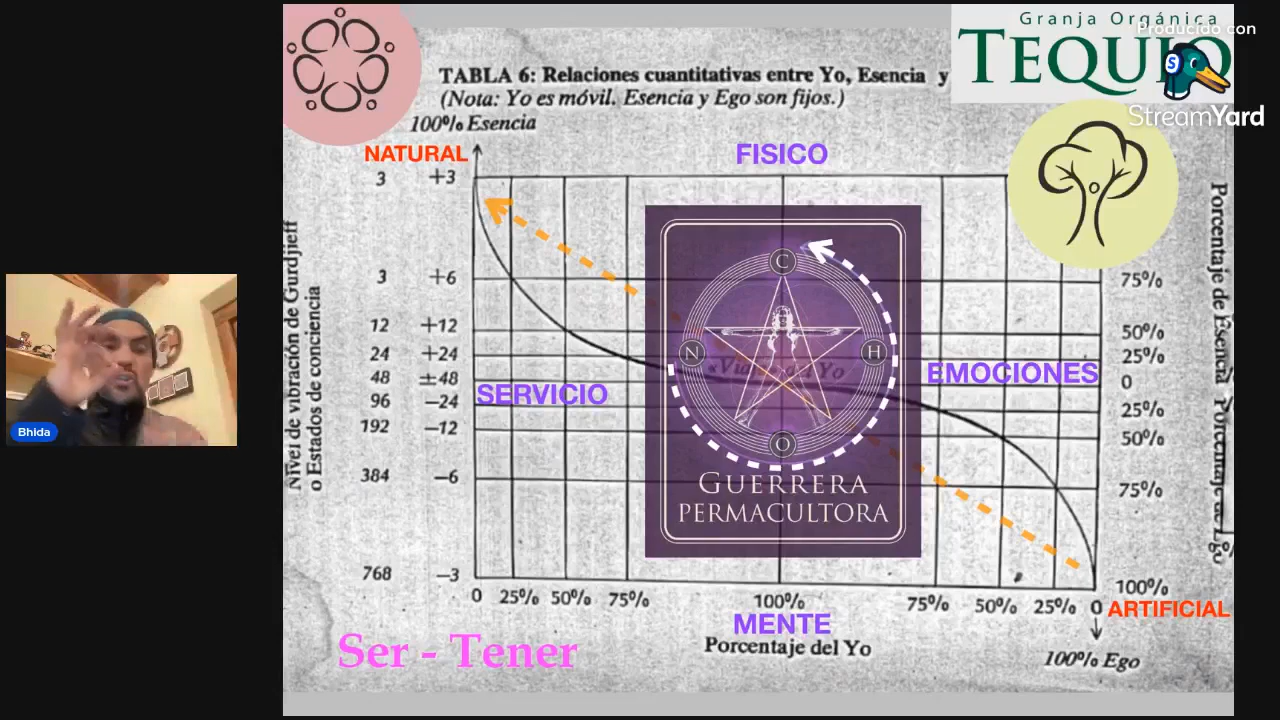 Granja Orgánica
TEQUIO
Producido con
StreamYard
TABLA 6: Relaciones cuantitativas entre Yo, Esencia y
(Nota: Yo es móvil. Esencia y Ego son fijos.)
100% Esencia
NATURAL
FISICO
3 +3
3 +6 75%
12 +12 50%
24 +24 25%
48 ±48 0
96 −24 25%
192 −12 50%
384 −6 75%
768 −3 100%
Nivel de vibración de Gurdjieff
o Estados de conciencia
Porcentaje de Esencia
Porcentaje de Ego
SERVICIO
EMOCIONES
C
N
H
O
GUERRERA
PERMACULTORA
Bhida
0 25% 50% 75% 100% 75% 50% 25% 0
ARTIFICIAL
MENTE
Porcentaje del Yo
100% Ego
Ser - Tener